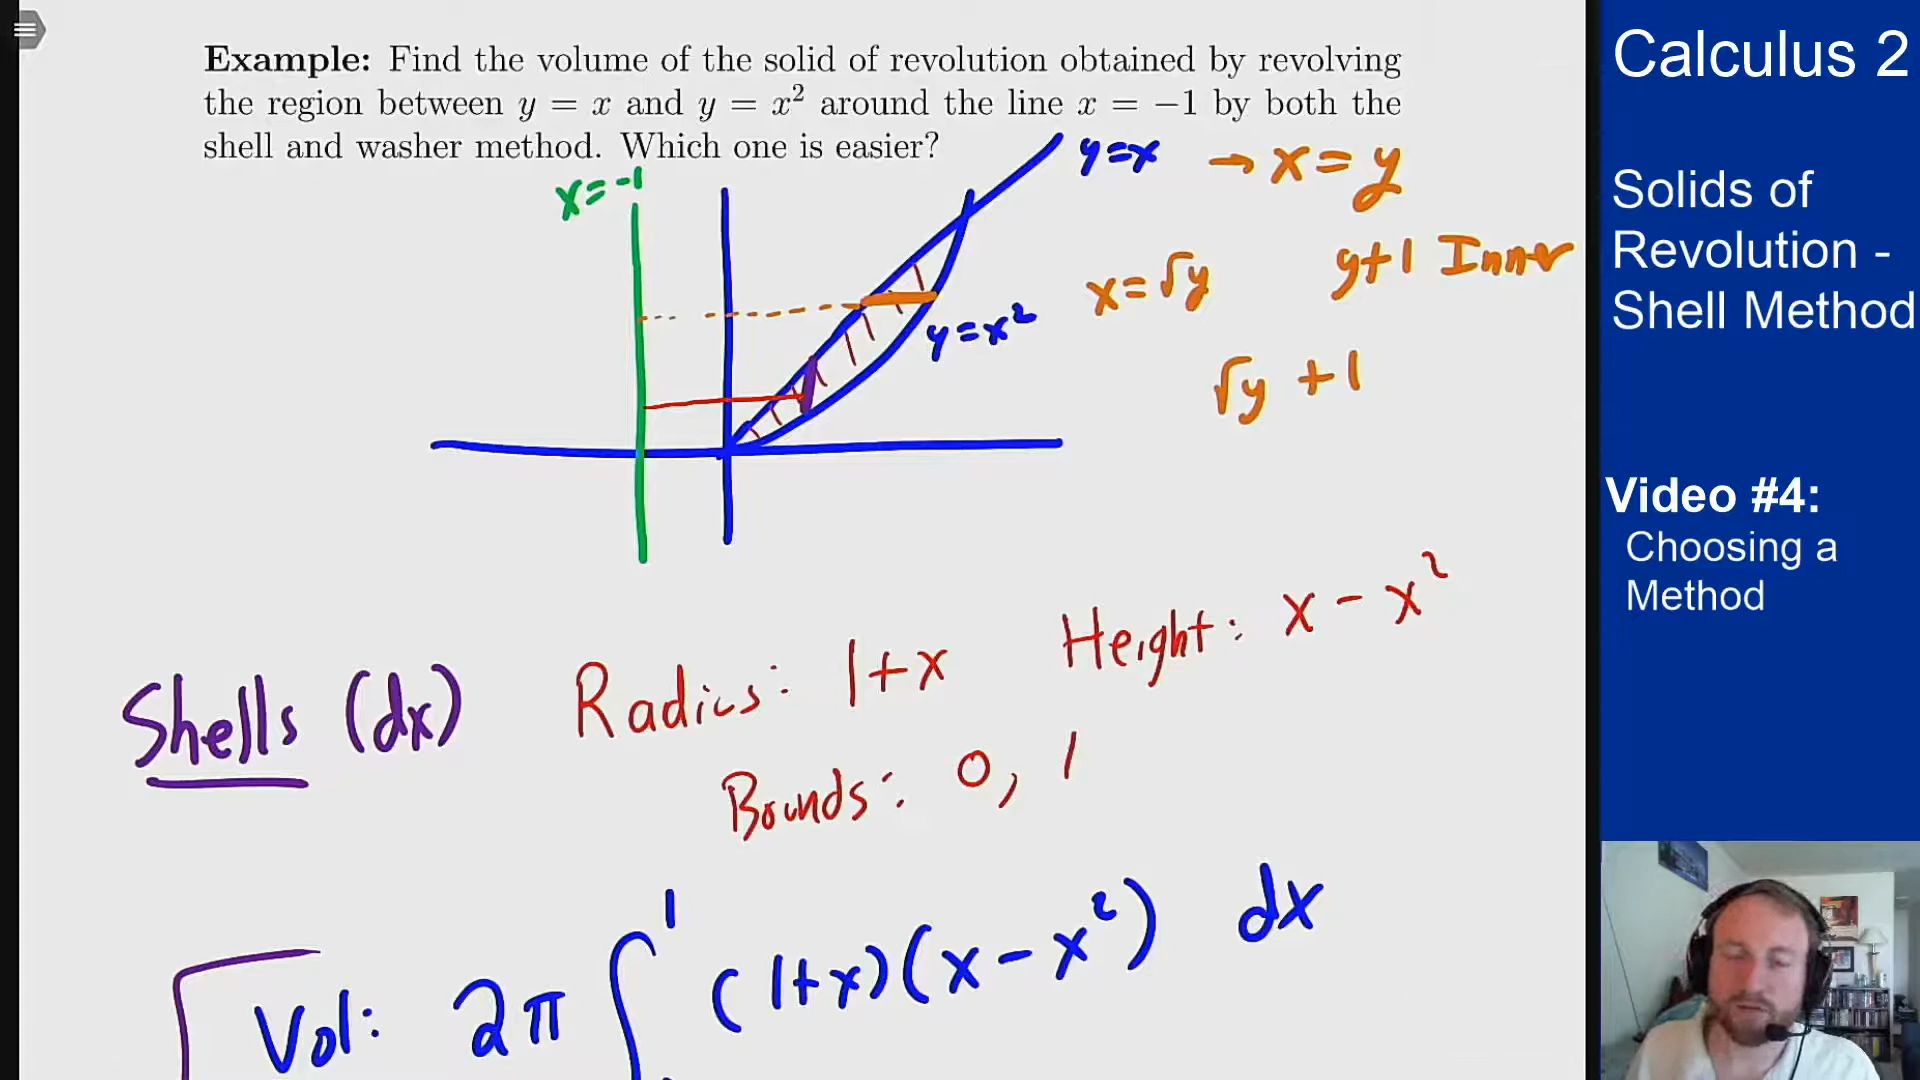 Example: Find the volume of the solid of revolution obtained by revolving
the region between y = x and y = x² around the line x = −1 by both the
shell and washer method. Which one is easier?
x=-1
y=x → x=y
y+1 Inner
x=√y
y=x²
√y +1
Shells (dx) Radius: 1+x Height: x-x²
Bounds: 0, 1
Vol: 2π ∫ 1 (1+x)(x-x²) dx
Calculus 2
Solids of
Revolution -
Shell Method
Video #4:
Choosing a
Method